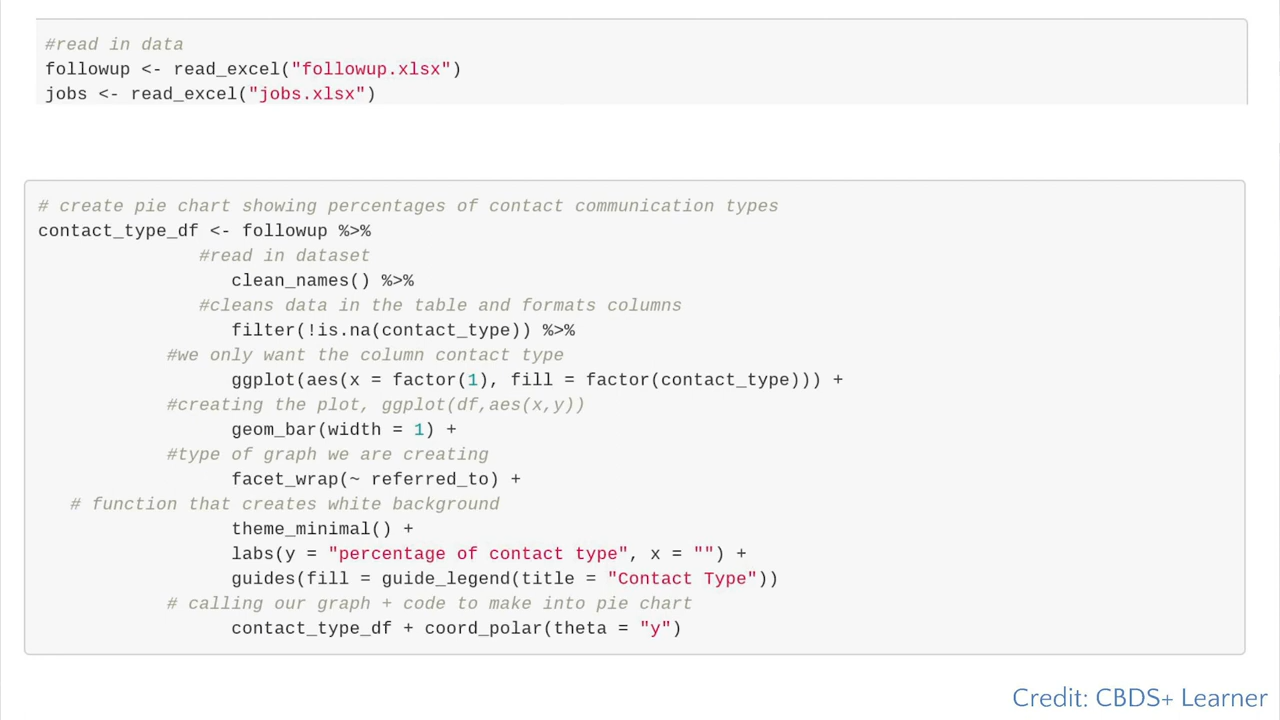 #read in data
followup <- read_excel("followup.xlsx")
jobs <- read_excel("jobs.xlsx")
# create pie chart showing percentages of contact communication types
contact_type_df <- followup %>%
#read in dataset
clean_names() %>%
#cleans data in the table and formats columns
filter(!is.na(contact_type)) %>%
#we only want the column contact type
ggplot(aes(x = factor(1), fill = factor(contact_type))) +
#creating the plot, ggplot(df,aes(x,y))
geom_bar(width = 1) +
#type of graph we are creating
facet_wrap(~ referred_to) +
# function that creates white background
theme_minimal() +
labs(y = "percentage of contact type", x = "") +
guides(fill = guide_legend(title = "Contact Type"))
# calling our graph + code to make into pie chart
contact_type_df + coord_polar(theta = "y")
Credit: CBDS+ Learner